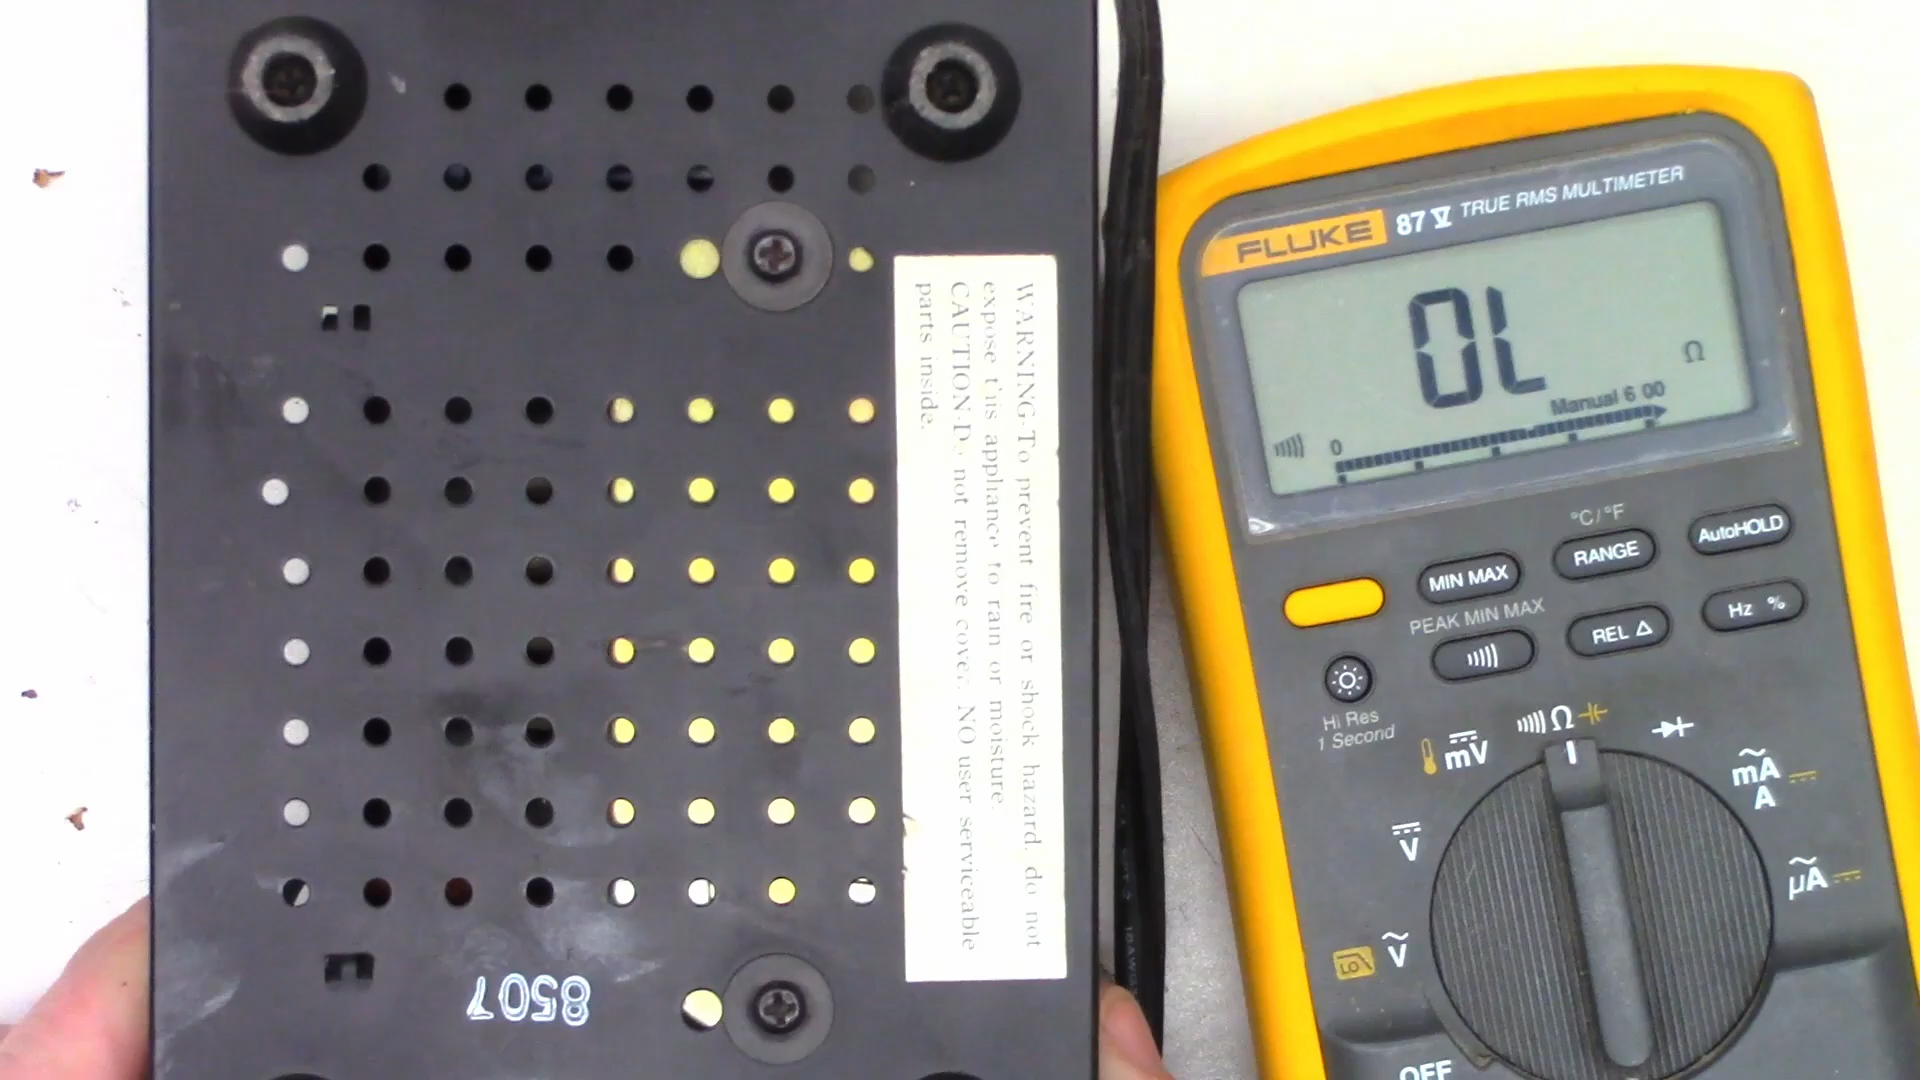 WARNING-To prevent fire or shock hazard, do not
expose this appliance to rain or moisture.
CAUTION-Do not remove cover. NO user serviceable
parts inside.
8507
FLUKE 87 V TRUE RMS MULTIMETER
OL
Ω
Manual 6 00
0
°C/°F
MIN MAX
RANGE
AutoHOLD
PEAK MIN MAX
REL Δ
Hz %
Hi Res
1 Second
mV
Ω
mA
A
V
µA
LO
V
OFF